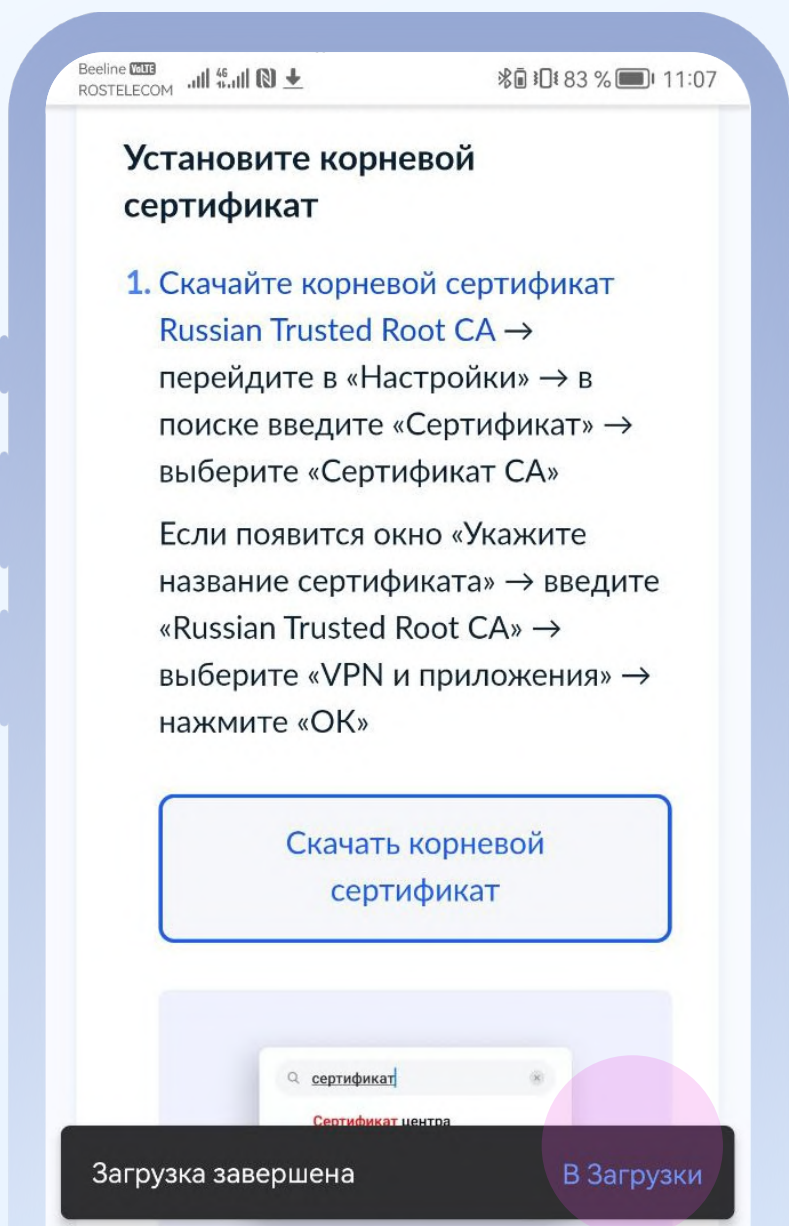 Beeline VoLTE
ROSTELECOM
46
83 % 11:07
Установите корневой
сертификат
1. Скачайте корневой сертификат
Russian Trusted Root CA →
перейдите в «Настройки» → в
поиске введите «Сертификат» →
выберите «Сертификат CA»
Если появится окно «Укажите
название сертификата» → введите
«Russian Trusted Root CA» →
выберите «VPN и приложения» →
нажмите «ОК»
Скачать корневой
сертификат
сертификат
Сертификат центра
Загрузка завершена
В Загрузки